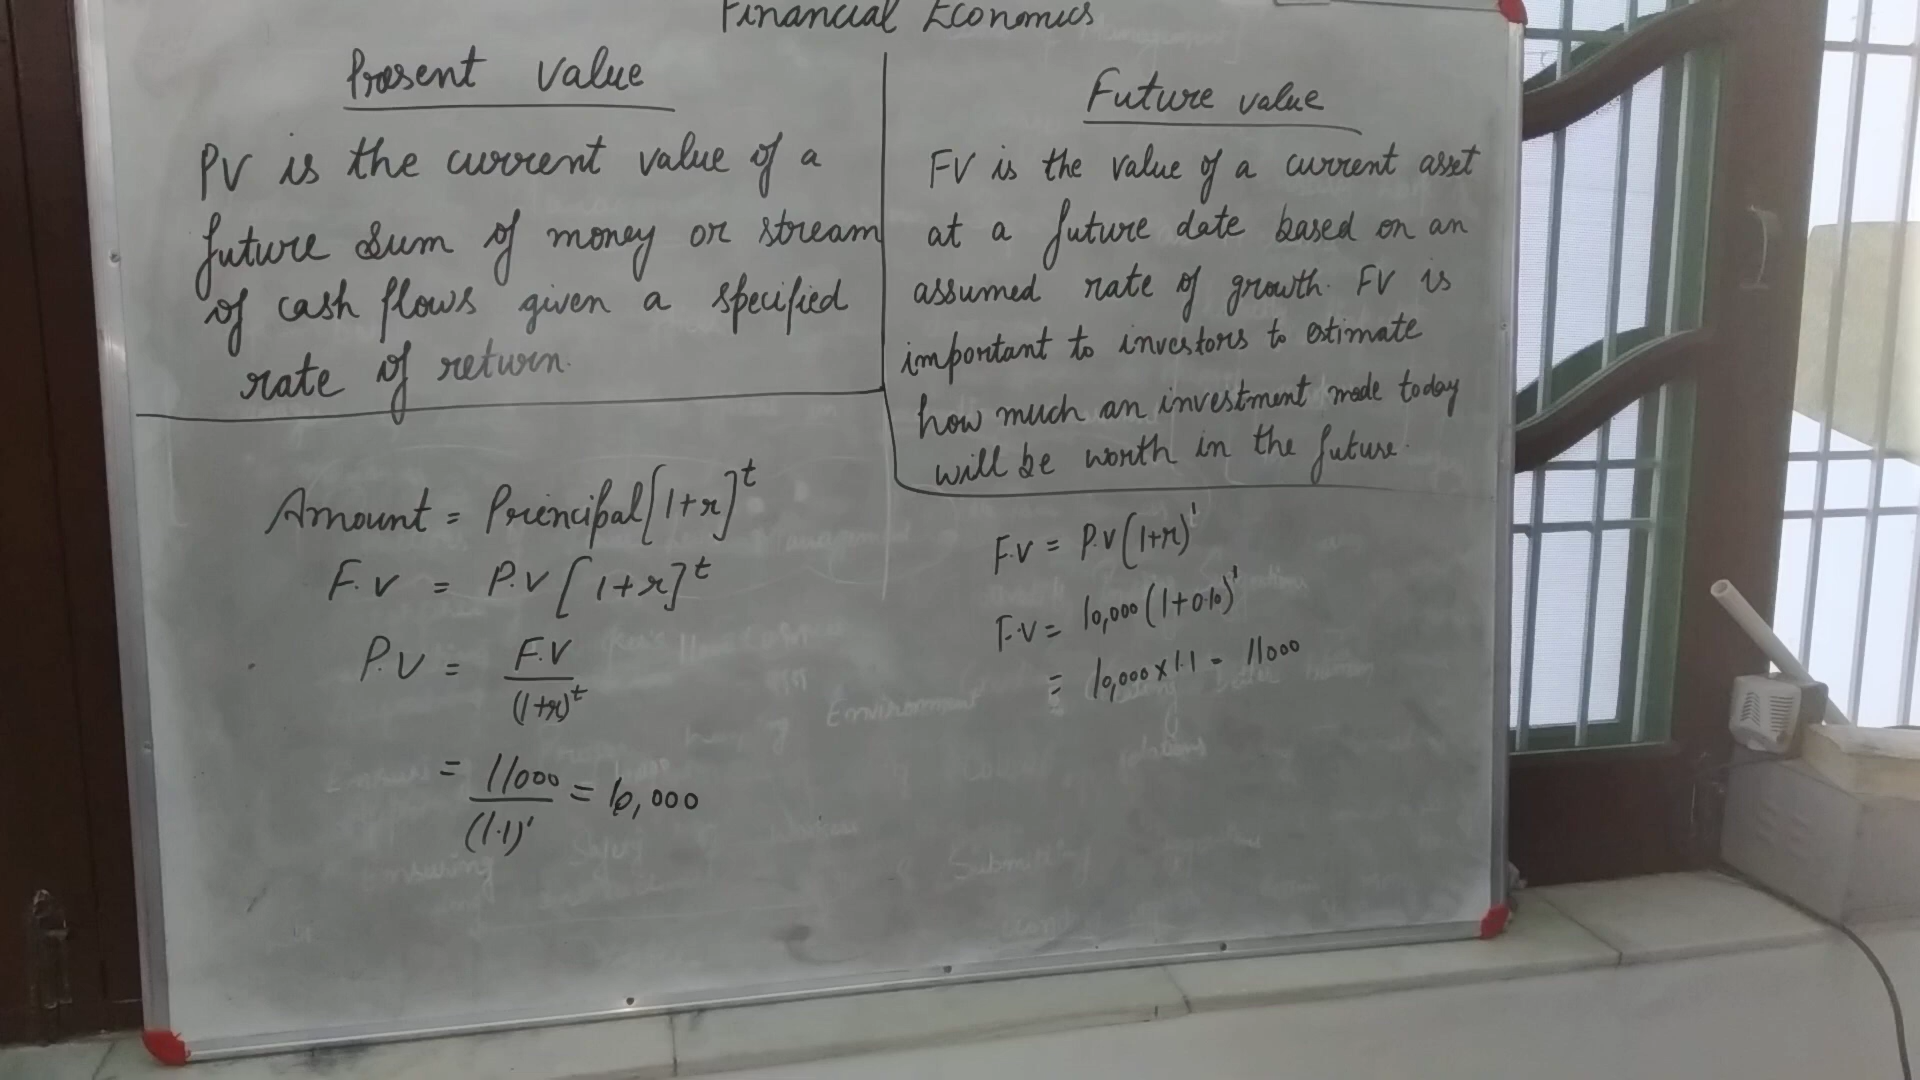 Financial Economics
Present value
PV is the current value of a
future sum of money or stream
of cash flows given a specified
rate of return.
Amount = Principal[1+r]^t
F.V = P.V [1+r]^t
P.V = F.V
(1+r)^t
= 11000 = 10,000
(1.1)^1
Future value
FV is the value of a current asset
at a future date based on an
assumed rate of growth. FV is
important to investors to estimate
how much an investment made today
will be worth in the future.
F.V = P.V (1+r)^1
F.V = 10,000 (1+0.10)^1
= 10,000 x 1.1 = 11000
Environment